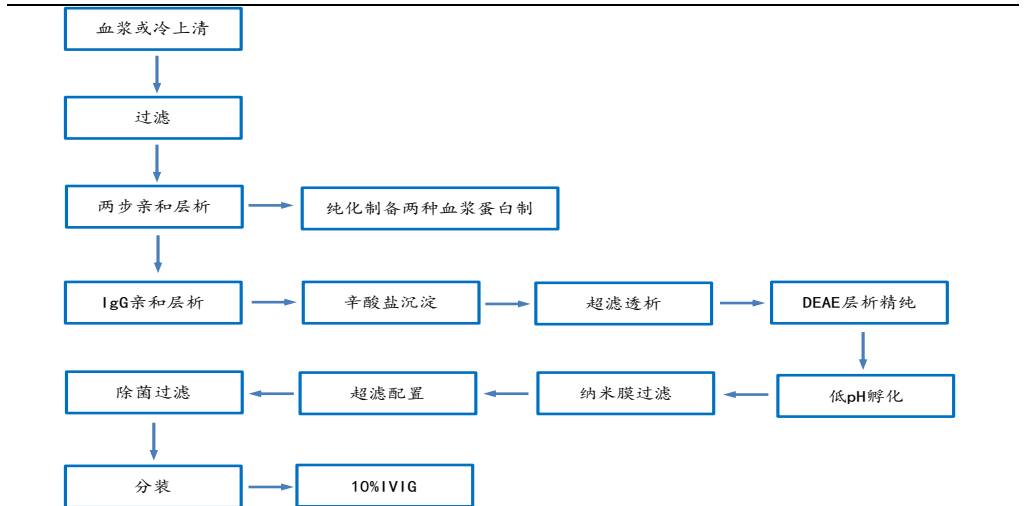 血浆或冷上清
过滤
两步亲和层析
纯化制备两种血浆蛋白制
IgG亲和层析
辛酸盐沉淀
超滤透析
DEAE层析精纯
低pH孵化
纳米膜过滤
超滤配置
除菌过滤
分装
10%IVIG